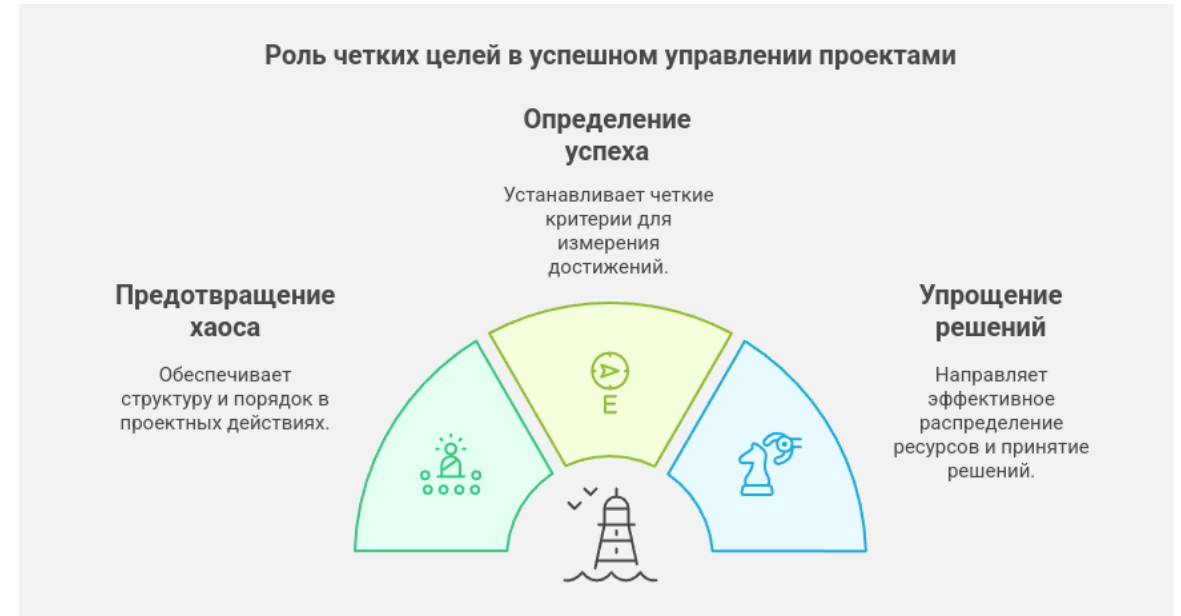 Роль четких целей в успешном управлении проектами
Определение
успеха
Устанавливает четкие
критерии для
измерения
достижений.
Предотвращение
хаоса
Обеспечивает
структуру и порядок в
проектных действиях.
Упрощение
решений
Направляет
эффективное
распределение
ресурсов и принятие
решений.
E